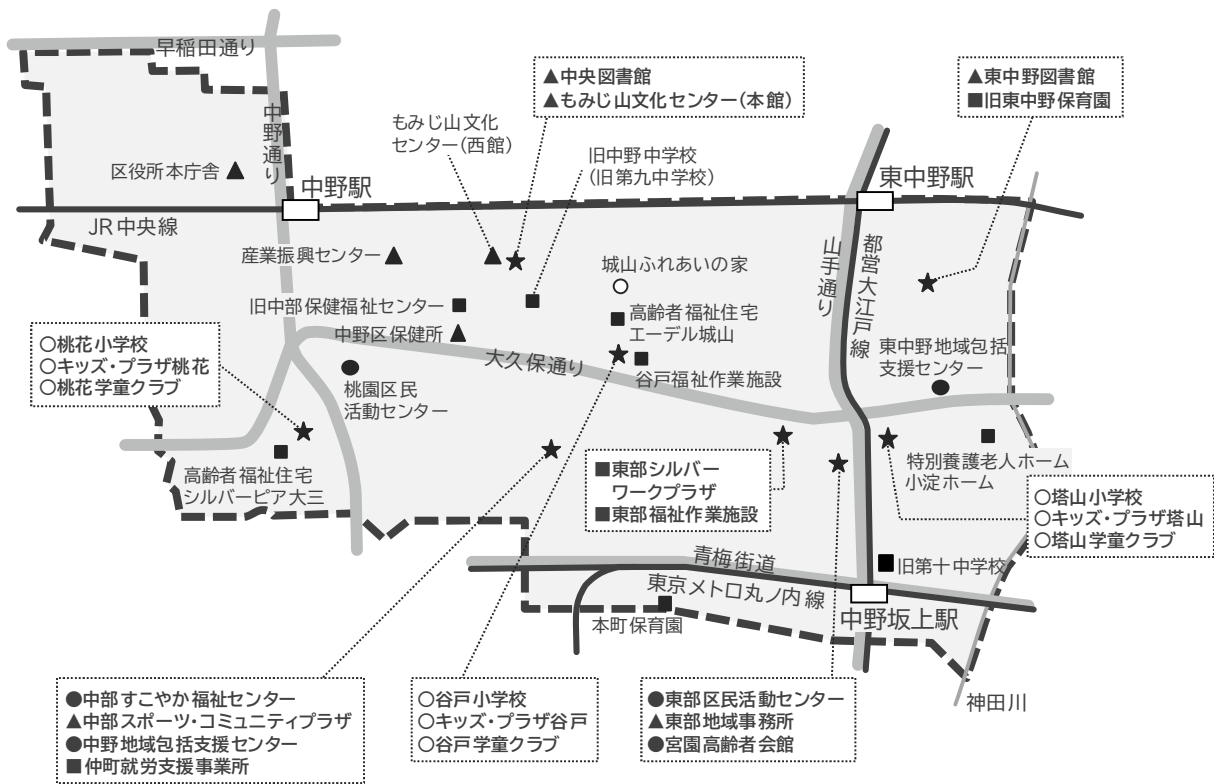 早稲田通り
中野通り
▲中央図書館
▲もみじ山文化センター(本館)
▲東中野図書館
■旧東中野保育園
もみじ山文化
センター(西館)
旧中野中学校
(旧第九中学校)
区役所本庁舎
中野駅
東中野駅
JR中央線
産業振興センター
城山ふれあいの家
山手通り
都営大江戸線
旧中部保健福祉センター
高齢者福祉住宅
エーデル城山
中野区保健所
○桃花小学校
○キッズ・プラザ桃花
○桃花学童クラブ
大久保通り
東中野地域包括
支援センター
谷戸福祉作業施設
桃園区民
活動センター
高齢者福祉住宅
シルバーピア大三
■東部シルバー
ワークプラザ
■東部福祉作業施設
特別養護老人ホーム
小淀ホーム
○塔山小学校
○キッズ・プラザ塔山
○塔山学童クラブ
青梅街道
旧第十中学校
東京メトロ丸ノ内線
本町保育園
中野坂上駅
神田川
●中部すこやか福祉センター
▲中部スポーツ・コミュニティプラザ
●中野地域包括支援センター
■仲町就労支援事業所
○谷戸小学校
○キッズ・プラザ谷戸
○谷戸学童クラブ
●東部区民活動センター
▲東部地域事務所
●宮園高齢者会館